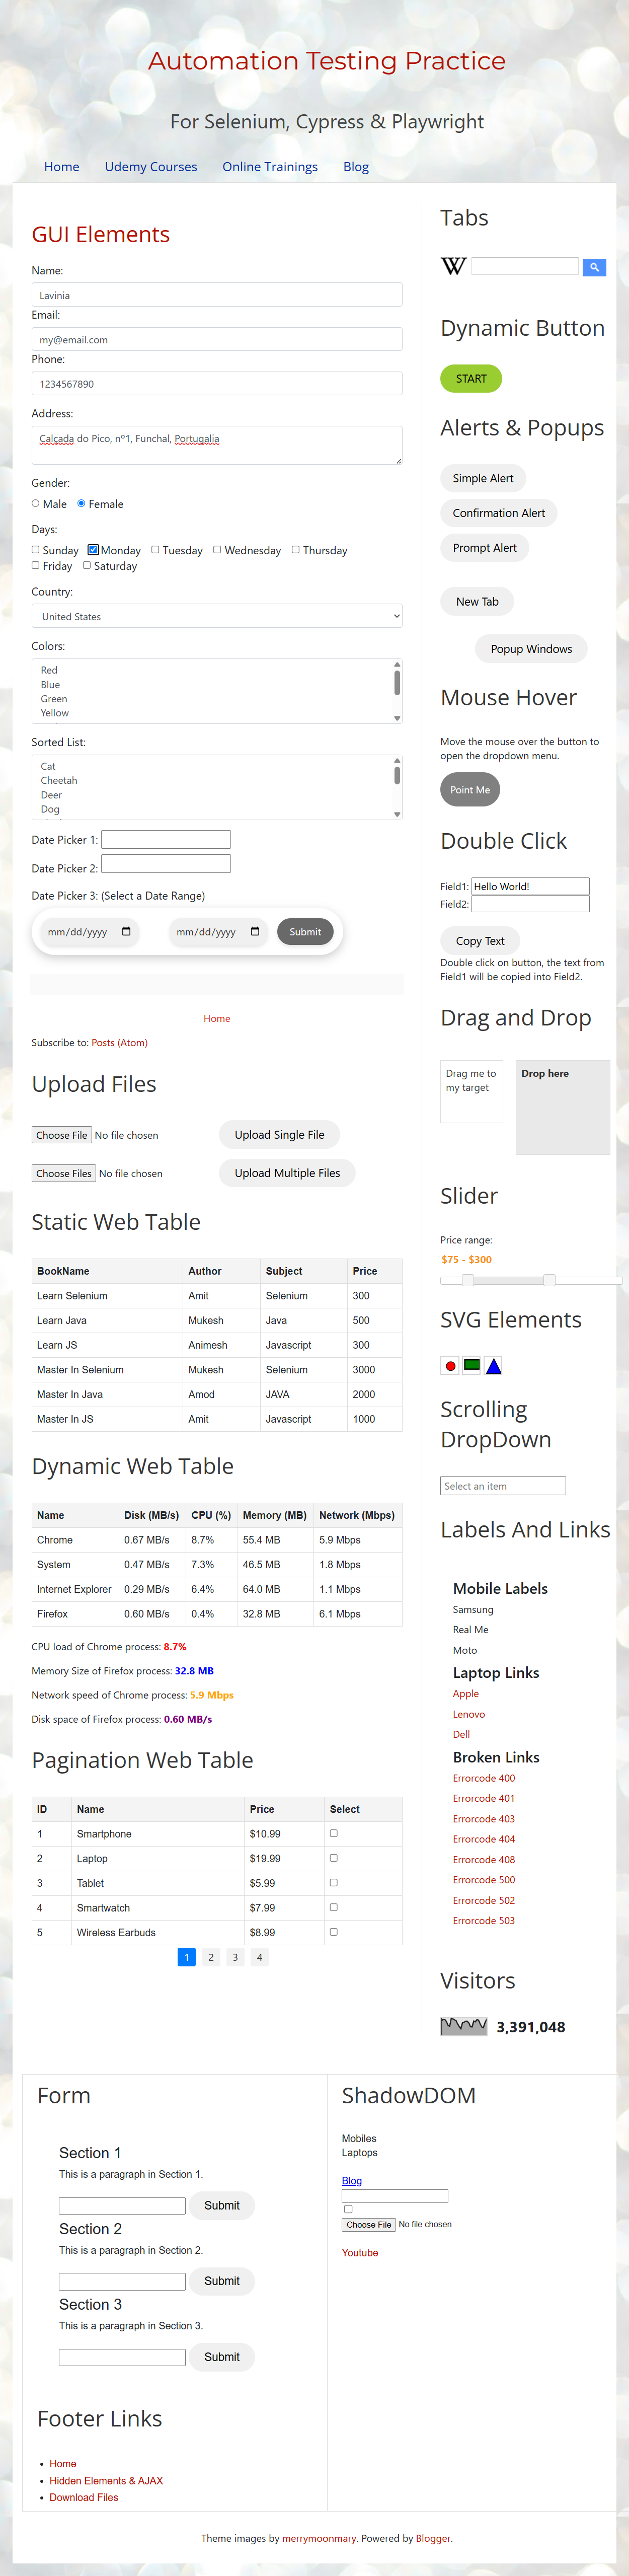 Automation Testing Practice
For Selenium, Cypress & Playwright
Home Udemy Courses Online Trainings Blog
GUI Elements
Name:
Lavinia
Email:
my@email.com
Phone:
1234567890
Address:
Calçada do Pico, nº1, Funchal, Portugalia
Gender:
Male Female
Days:
Sunday Monday Tuesday Wednesday Thursday
Friday Saturday
Country:
United States
Colors:
Red
Blue
Green
Yellow
Sorted List:
Cat
Cheetah
Deer
Dog
Date Picker 1:
Date Picker 2:
Date Picker 3: (Select a Date Range)
mm/dd/yyyy mm/dd/yyyy Submit
Home
Subscribe to: Posts (Atom)
Upload Files
Choose File No file chosen Upload Single File
Choose Files No file chosen Upload Multiple Files
Static Web Table
BookName Author Subject Price
Learn Selenium Amit Selenium 300
Learn Java Mukesh Java 500
Learn JS Animesh Javascript 300
Master In Selenium Mukesh Selenium 3000
Master In Java Amod JAVA 2000
Master In JS Amit Javascript 1000
Dynamic Web Table
Name Disk (MB/s) CPU (%) Memory (MB) Network (Mbps)
Chrome 0.67 MB/s 8.7% 55.4 MB 5.9 Mbps
System 0.47 MB/s 7.3% 46.5 MB 1.8 Mbps
Internet Explorer 0.29 MB/s 6.4% 64.0 MB 1.1 Mbps
Firefox 0.60 MB/s 0.4% 32.8 MB 6.1 Mbps
CPU load of Chrome process: 8.7%
Memory Size of Firefox process: 32.8 MB
Network speed of Chrome process: 5.9 Mbps
Disk space of Firefox process: 0.60 MB/s
Pagination Web Table
ID Name Price Select
1 Smartphone $10.99
2 Laptop $19.99
3 Tablet $5.99
4 Smartwatch $7.99
5 Wireless Earbuds $8.99
1 2 3 4
Tabs
W
Dynamic Button
START
Alerts & Popups
Simple Alert
Confirmation Alert
Prompt Alert
New Tab
Popup Windows
Mouse Hover
Move the mouse over the button to
open the dropdown menu.
Point Me
Double Click
Field1: Hello World!
Field2:
Copy Text
Double click on button, the text from
Field1 will be copied into Field2.
Drag and Drop
Drag me to
my target
Drop here
Slider
Price range:
$75 - $300
SVG Elements
Scrolling
DropDown
Select an item
Labels And Links
Mobile Labels
Samsung
Real Me
Moto
Laptop Links
Apple
Lenovo
Dell
Broken Links
Errorcode 400
Errorcode 401
Errorcode 403
Errorcode 404
Errorcode 408
Errorcode 500
Errorcode 502
Errorcode 503
Visitors
3,391,048
Form
Section 1
This is a paragraph in Section 1.
Submit
Section 2
This is a paragraph in Section 2.
Submit
Section 3
This is a paragraph in Section 3.
Submit
Footer Links
Home
Hidden Elements & AJAX
Download Files
ShadowDOM
Mobiles
Laptops
Blog
Choose File No file chosen
Youtube
Theme images by merrymoonmary. Powered by Blogger.